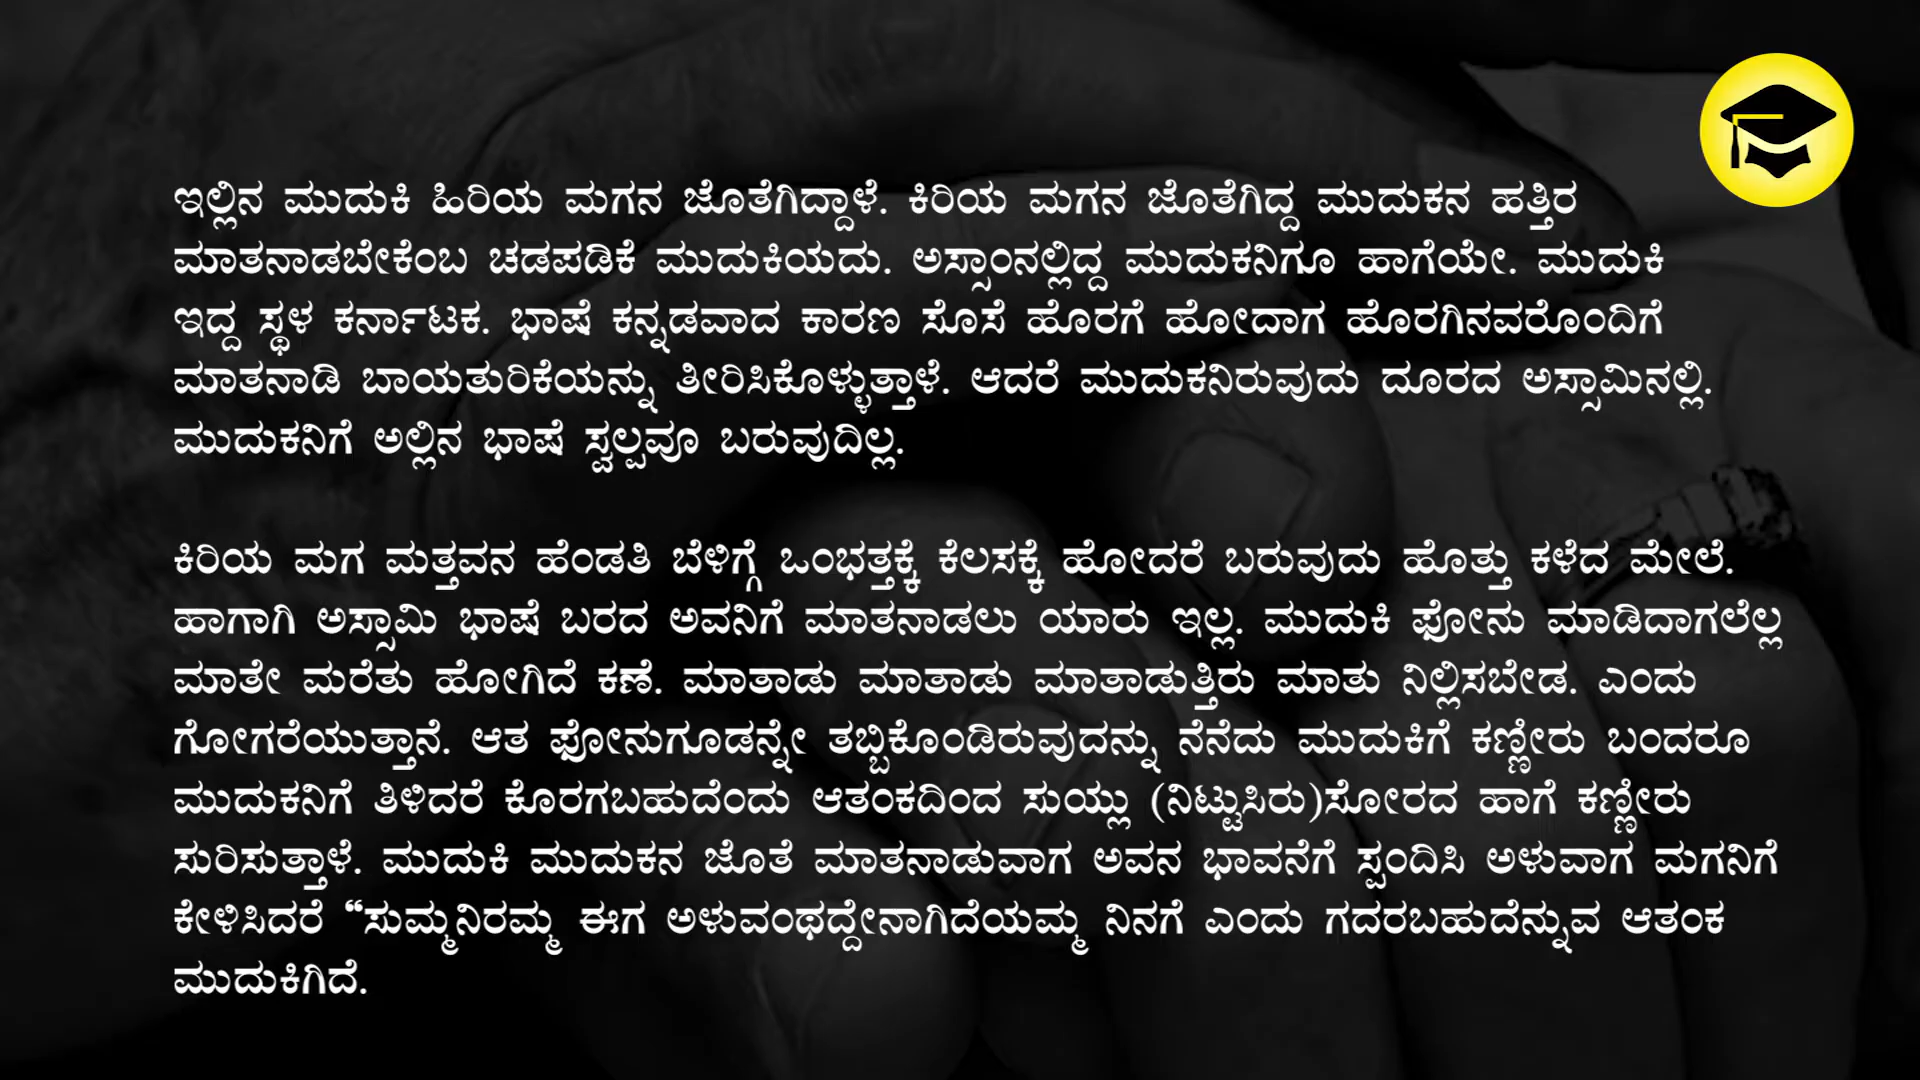 ಇಲ್ಲಿನ ಮುದುಕಿ ಹಿರಿಯ ಮಗನ ಜೊತೆಗಿದ್ದಾಳೆ. ಕಿರಿಯ ಮಗನ ಜೊತೆಗಿದ್ದ ಮುದುಕನ ಹತ್ತಿರ
ಮಾತನಾಡಬೇಕೆಂಬ ಚಡಪಡಿಕೆ ಮುದುಕಿಯದು. ಅಸ್ಸಾಂನಲ್ಲಿದ್ದ ಮುದುಕನಿಗೂ ಹಾಗೆಯೇ. ಮುದುಕಿ
ಇದ್ದ ಸ್ಥಳ ಕರ್ನಾಟಕ. ಭಾಷೆ ಕನ್ನಡವಾದ ಕಾರಣ ಸೊಸೆ ಹೊರಗೆ ಹೋದಾಗ ಹೊರಗಿನವರೊಂದಿಗೆ
ಮಾತನಾಡಿ ಬಾಯತುರಿಕೆಯನ್ನು ತೀರಿಸಿಕೊಳ್ಳುತ್ತಾಳೆ. ಆದರೆ ಮುದುಕನಿರುವುದು ದೂರದ ಅಸ್ಸಾಮಿನಲ್ಲಿ.
ಮುದುಕನಿಗೆ ಅಲ್ಲಿನ ಭಾಷೆ ಸ್ವಲ್ಪವೂ ಬರುವುದಿಲ್ಲ.
ಕಿರಿಯ ಮಗ ಮತ್ತವನ ಹೆಂಡತಿ ಬೆಳಿಗ್ಗೆ ಒಂಭತ್ತಕ್ಕೆ ಕೆಲಸಕ್ಕೆ ಹೋದರೆ ಬರುವುದು ಹೊತ್ತು ಕಳೆದ ಮೇಲೆ.
ಹಾಗಾಗಿ ಅಸ್ಸಾಮಿ ಭಾಷೆ ಬರದ ಅವನಿಗೆ ಮಾತನಾಡಲು ಯಾರು ಇಲ್ಲ. ಮುದುಕಿ ಫೋನು ಮಾಡಿದಾಗಲೆಲ್ಲ
ಮಾತೇ ಮರೆತು ಹೋಗಿದೆ ಕಣೆ. ಮಾತಾಡು ಮಾತಾಡು ಮಾತಾಡುತ್ತಿರು ಮಾತು ನಿಲ್ಲಿಸಬೇಡ. ಎಂದು
ಗೋಗರೆಯುತ್ತಾನೆ. ಆತ ಫೋನುಗೂಡನ್ನೇ ತಬ್ಬಿಕೊಂಡಿರುವುದನ್ನು ನೆನೆದು ಮುದುಕಿಗೆ ಕಣ್ಣೀರು ಬಂದರೂ
ಮುದುಕನಿಗೆ ತಿಳಿದರೆ ಕೊರಗಬಹುದೆಂದು ಆತಂಕದಿಂದ ಸುಯ್ಲು (ನಿಟ್ಟುಸಿರು)ಸೋರದ ಹಾಗೆ ಕಣ್ಣೀರು
ಸುರಿಸುತ್ತಾಳೆ. ಮುದುಕಿ ಮುದುಕನ ಜೊತೆ ಮಾತನಾಡುವಾಗ ಅವನ ಭಾವನೆಗೆ ಸ್ಪಂದಿಸಿ ಅಳುವಾಗ ಮಗನಿಗೆ
ಕೇಳಿಸಿದರೆ “ಸುಮ್ಮನಿರಮ್ಮ ಈಗ ಅಳುವಂಥದ್ದೇನಾಗಿದೆಯಮ್ಮ ನಿನಗೆ ಎಂದು ಗದರಬಹುದೆನ್ನುವ ಆತಂಕ
ಮುದುಕಿಗಿದೆ.